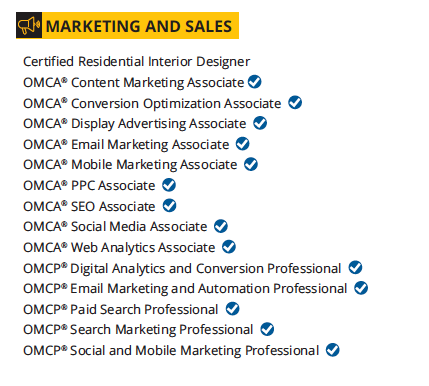 MARKETING AND SALES
Certified Residential Interior Designer
OMCA® Content Marketing Associate
OMCA® Conversion Optimization Associate
OMCA® Display Advertising Associate
OMCA® Email Marketing Associate
OMCA® Mobile Marketing Associate
OMCA® PPC Associate
OMCA® SEO Associate
OMCA® Social Media Associate
OMCA® Web Analytics Associate
OMCP® Digital Analytics and Conversion Professional
OMCP® Email Marketing and Automation Professional
OMCP® Paid Search Professional
OMCP® Search Marketing Professional
OMCP® Social and Mobile Marketing Professional